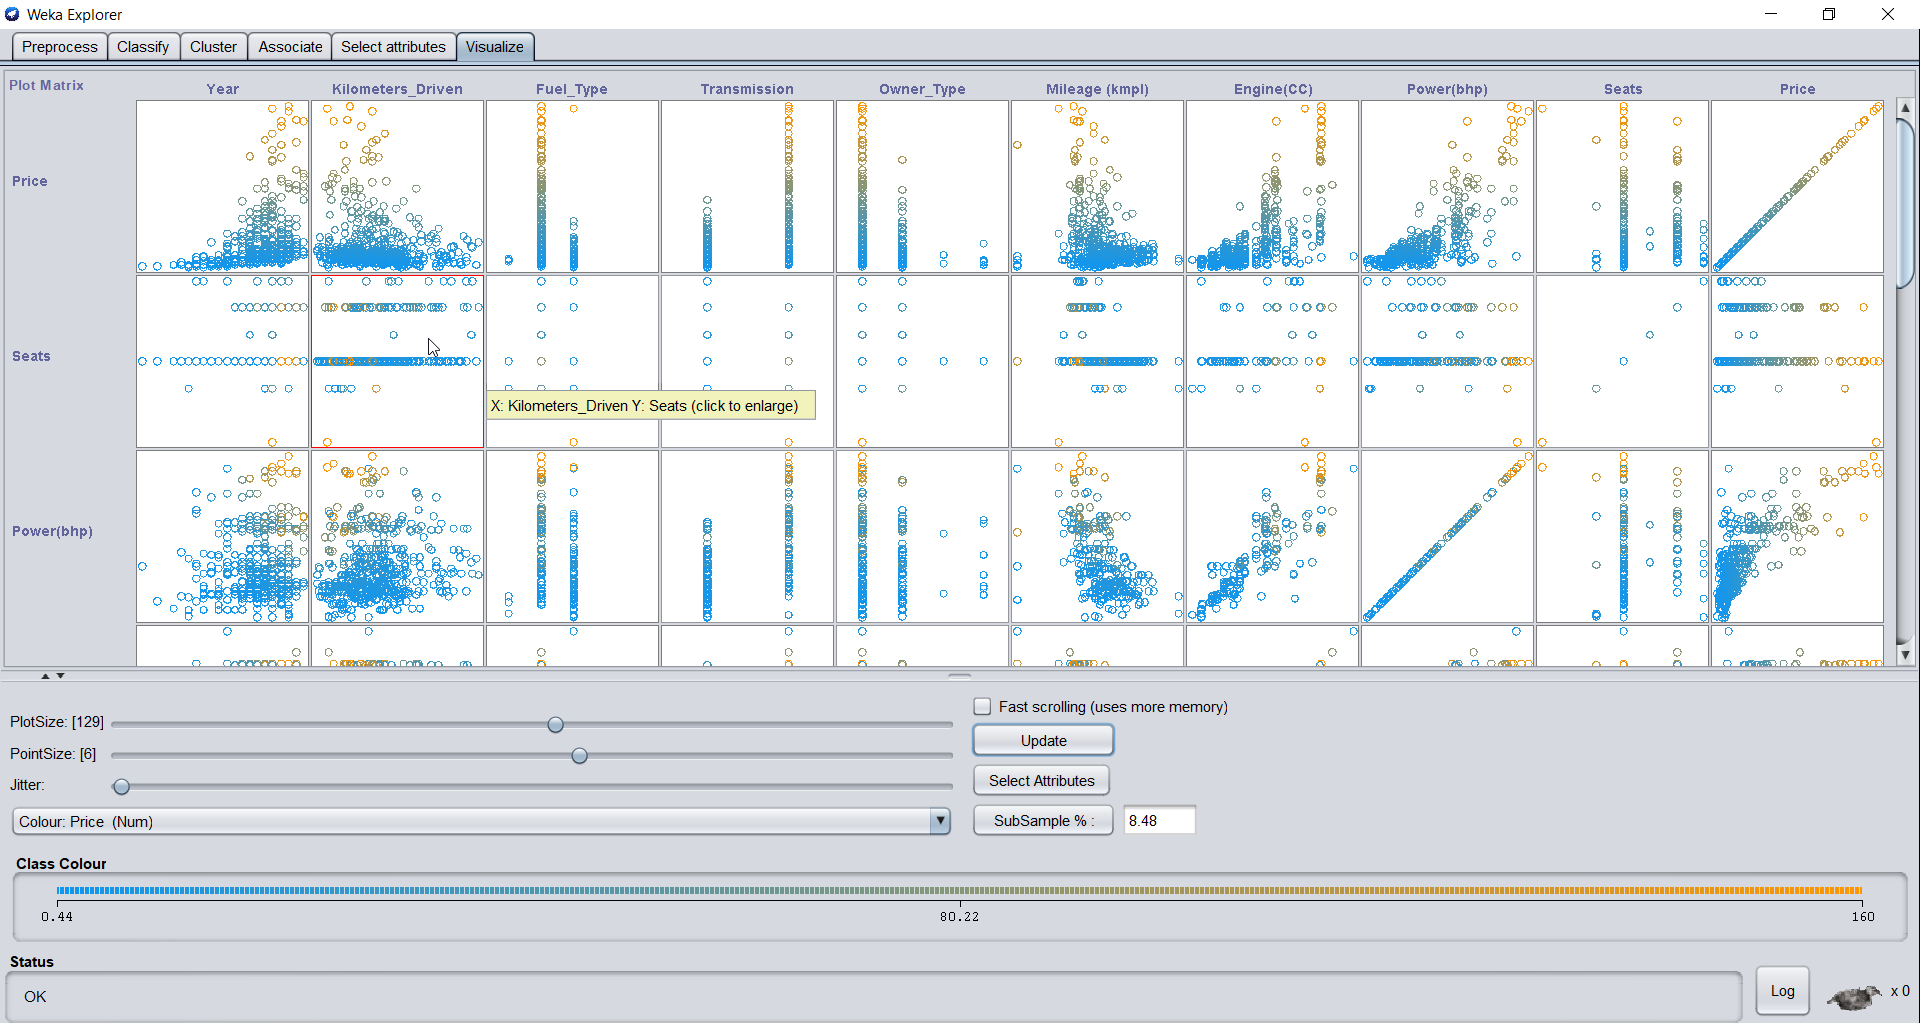 Weka Explorer
Preprocess Classify Cluster Associate Select attributes Visualize
Plot Matrix Year Kilometers_Driven Fuel_Type Transmission Owner_Type Mileage (kmpl) Engine(CC) Power(bhp) Seats Price
Price
Seats
X: Kilometers_Driven Y: Seats (click to enlarge)
Power(bhp)
PlotSize: [129]
PointSize: [6]
Jitter:
Colour: Price (Num)
Fast scrolling (uses more memory)
Update
Select Attributes
SubSample % : 8.48
Class Colour
0.44 80.22 160
Status
OK
Log x 0